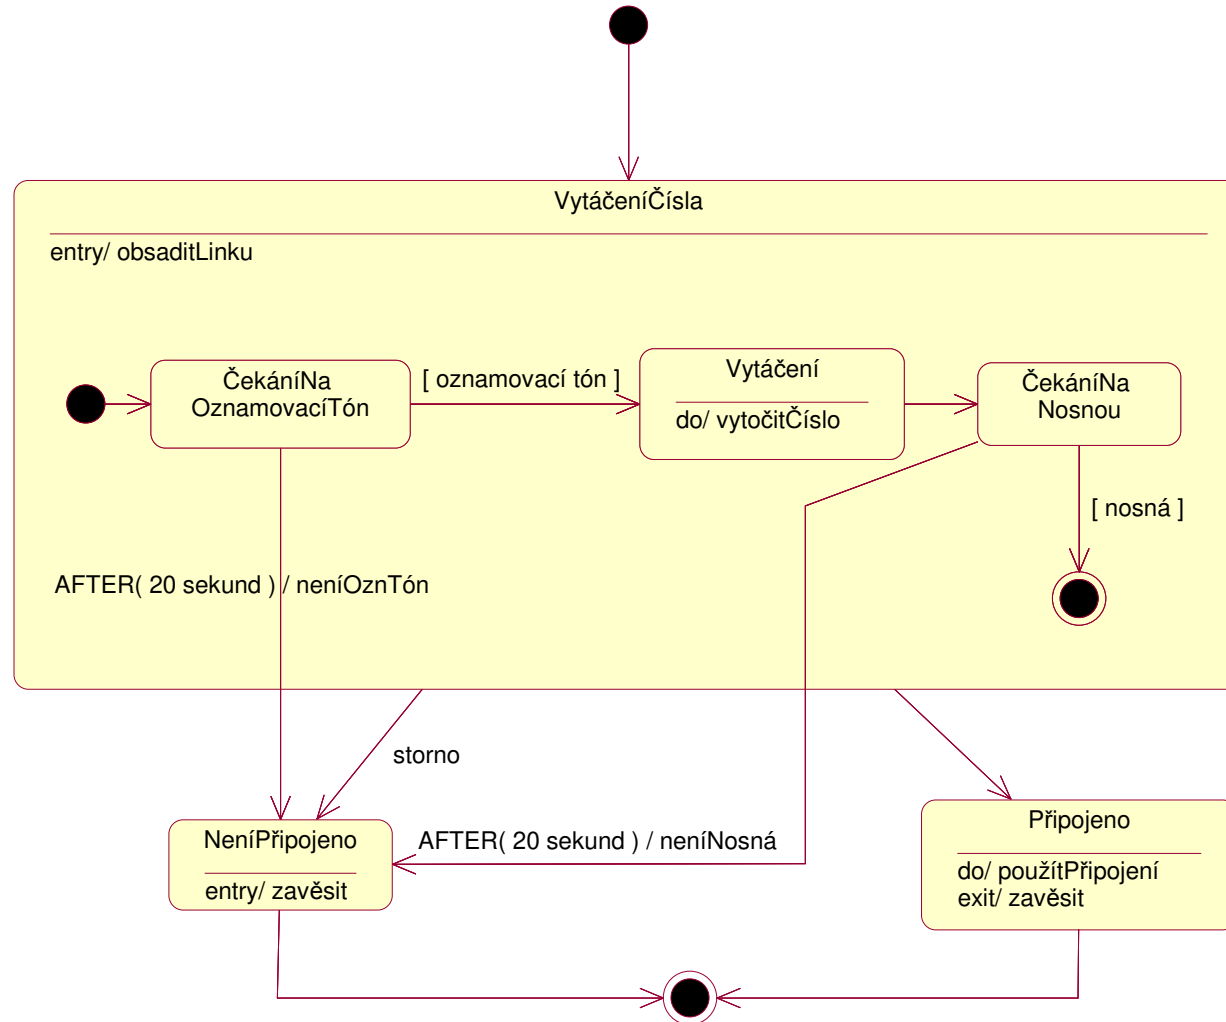 VytáčeníČísla
entry/ obsaditLinku
ČekáníNa
OznamovacíTón
[ oznamovací tón ]
Vytáčení
do/ vytočitČíslo
ČekáníNa
Nosnou
[ nosná ]
AFTER( 20 sekund ) / neníOznTón
storno
AFTER( 20 sekund ) / neníNosná
NeníPřipojeno
entry/ zavěsit
Připojeno
do/ použítPřipojení
exit/ zavěsit